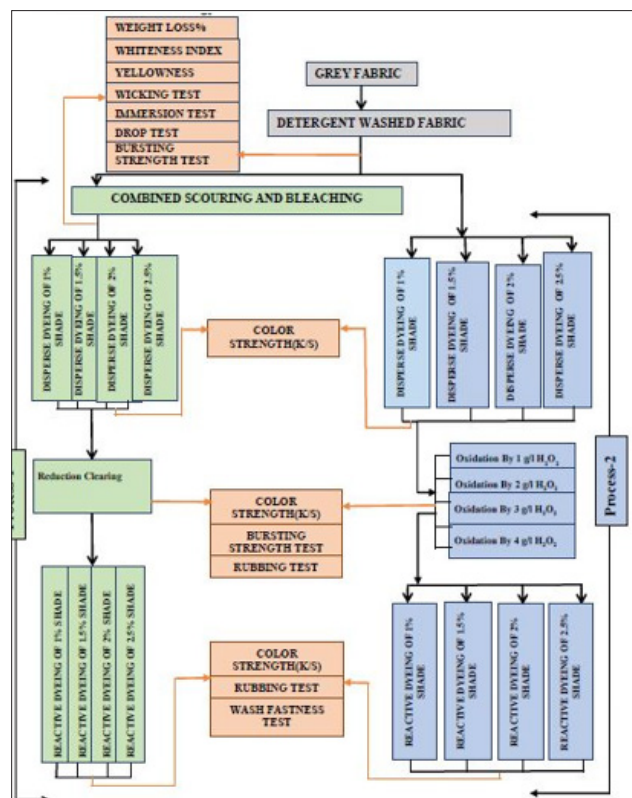 WEIGHT LOSS%
WHITENESS INDEX
YELLOWNESS
WICKING TEST
IMMERSION TEST
DROP TEST
BURSTING
STRENGTH TEST
GREY FABRIC
DETERGENT WASHED FABRIC
COMBINED SCOURING AND BLEACHING
DISPERSE DYEING OF 1%
SHADE
DISPERSE DYEING OF 1.5%
SHADE
DISPERSE DYEING OF 2%
SHADE
DISPERSE DYEING OF 2.5%
SHADE
COLOR
STRENGTH(K/S)
DISPERSE DYEING OF 1%
SHADE
DISPERSE DYEING OF 1.5%
SHADE
DISPERSE DYEING OF 2%
SHADE
DISPERSE DYEING OF 2.5%
SHADE
Reduction Clearing
COLOR
STRENGTH(K/S)
BURSTING
STRENGTH TEST
RUBBING TEST
Oxidation By 1 g/l H₂O₂
Oxidation By 2 g/l H₂O₂
Oxidation By 3 g/l H₂O₂
Oxidation By 4 g/l H₂O₂
Process-2
REACTIVE DYEING OF 1% SHADE
REACTIVE DYEING OF 1.5% SHADE
REACTIVE DYEING OF 2% SHADE
REACTIVE DYEING OF 2.5% SHADE
COLOR
STRENGTH(K/S)
RUBBING TEST
WASH FASTNESS
TEST
REACTIVE DYEING OF 1%
SHADE
REACTIVE DYEING OF 1.5%
SHADE
REACTIVE DYEING OF 2%
SHADE
REACTIVE DYEING OF 2.5%
SHADE